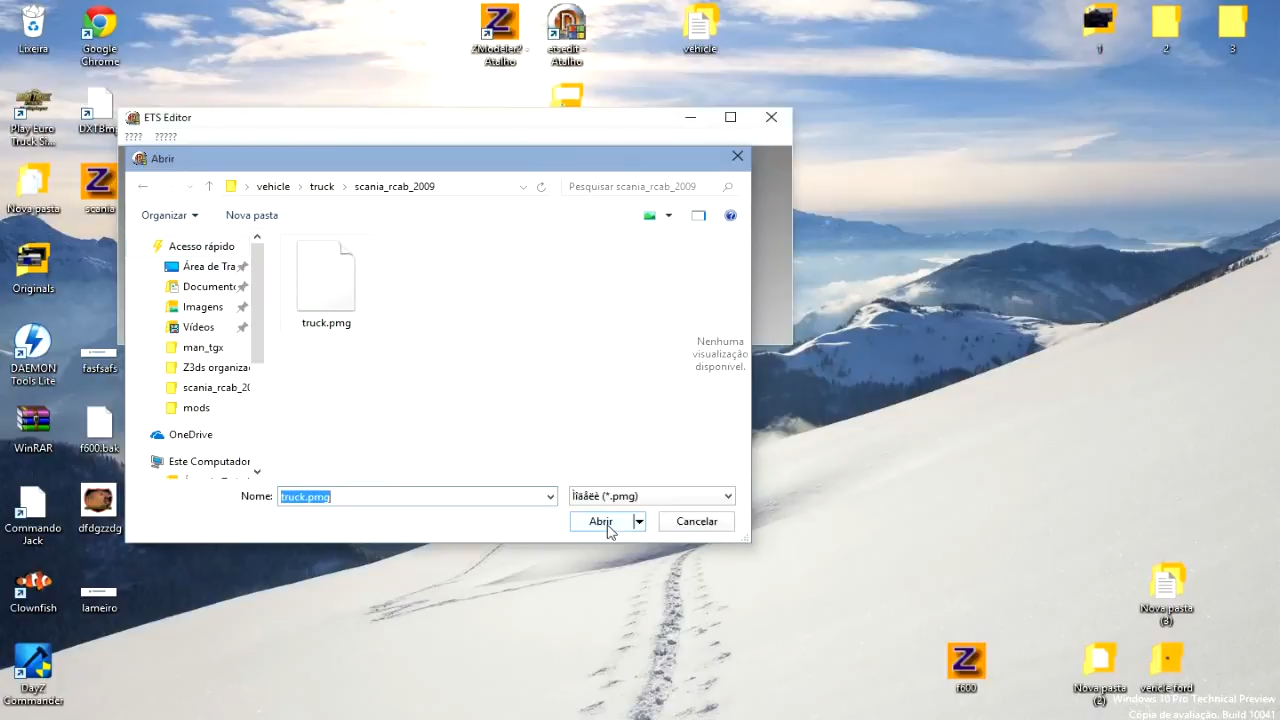 Lixeira
Google
Chrome
ZModeler2 -
Atalho
etsedit -
Atalho
vehicle
1
2
3
Play Euro
Truck Si...
DXTBmp
ETS Editor
???? ?????
Abrir
vehicle
truck
scania_rcab_2009
Pesquisar scania_rcab_2009
Organizar
Nova pasta
Nova pasta
scania
Acesso rápido
Área de Tra
Documento
Imagens
Vídeos
man_tgx
Z3ds organiza
scania_rcab_20
mods
OneDrive
Este Computador
truck.pmg
Nenhuma
visualização
disponível.
Nome:
truck.pmg
Ìîäåëè (*.pmg)
Abrir
Cancelar
Originals
DAEMON
Tools Lite
fasfsafs
WinRAR
f600.bak
Commando
Jack
dfdgzzdg
Clownfish
lameiro
DayZ
Commander
Nova pasta
(3)
f600
Nova pasta
(2)
vehicle ford
Windows 10 Pro Technical Preview
Cópia de avaliação. Build 10041